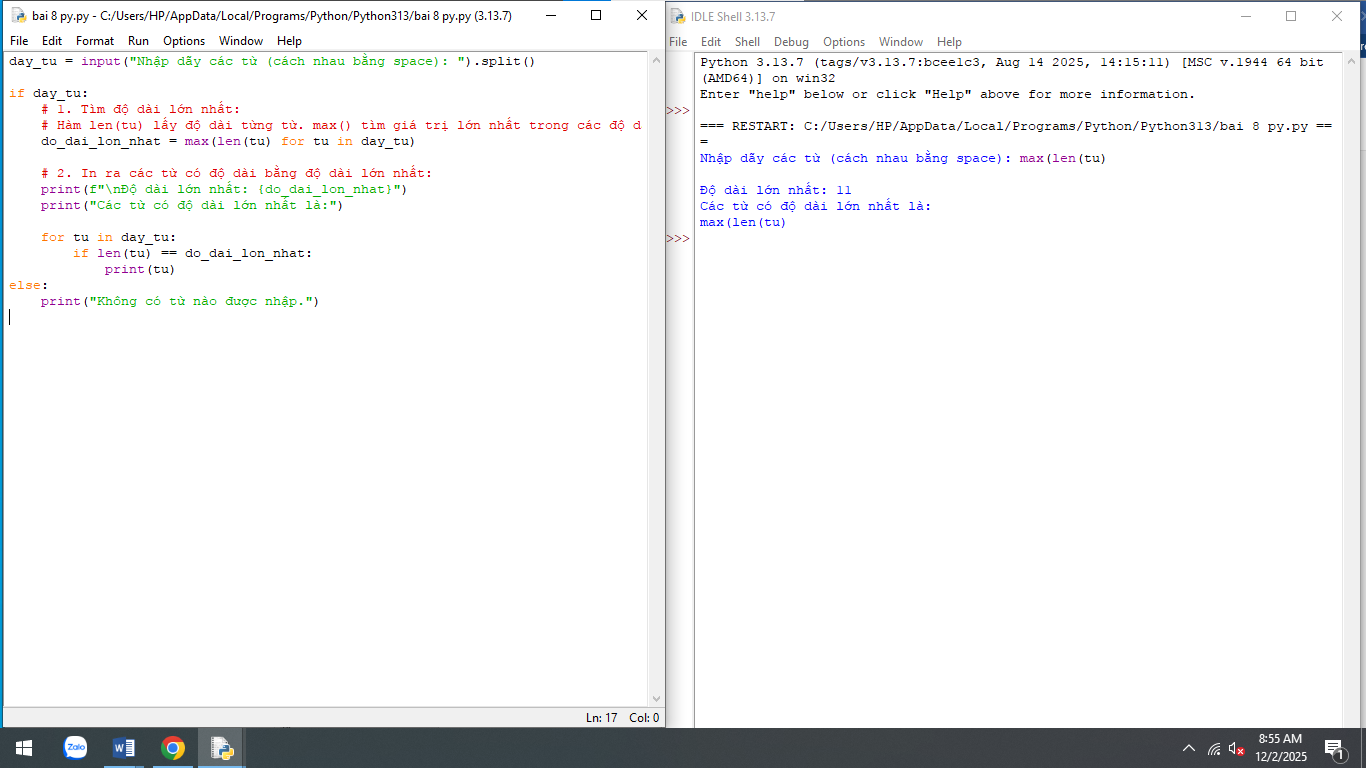 bai 8 py.py - C:/Users/HP/AppData/Local/Programs/Python/Python313/bai 8 py.py (3.13.7)
File Edit Format Run Options Window Help
day_tu = input("Nhập dãy các từ (cách nhau bằng space): ").split()
if day_tu:
# 1. Tìm độ dài lớn nhất:
# Hàm len(tu) lấy độ dài từng từ. max() tìm giá trị lớn nhất trong các độ d
do_dai_lon_nhat = max(len(tu) for tu in day_tu)
# 2. In ra các từ có độ dài bằng độ dài lớn nhất:
print(f"\nĐộ dài lớn nhất: {do_dai_lon_nhat}")
print("Các từ có độ dài lớn nhất là:")
for tu in day_tu:
if len(tu) == do_dai_lon_nhat:
print(tu)
else:
print("Không có từ nào được nhập.")
Ln: 17 Col: 0
IDLE Shell 3.13.7
File Edit Shell Debug Options Window Help
Python 3.13.7 (tags/v3.13.7:bcee1c3, Aug 14 2025, 14:15:11) [MSC v.1944 64 bit
(AMD64)] on win32
Enter "help" below or click "Help" above for more information.
>>>
=== RESTART: C:/Users/HP/AppData/Local/Programs/Python/Python313/bai 8 py.py ==
=
Nhập dãy các từ (cách nhau bằng space): max(len(tu)
Độ dài lớn nhất: 11
Các từ có độ dài lớn nhất là:
max(len(tu)
>>>
Zalo
8:55 AM
12/2/2025
1